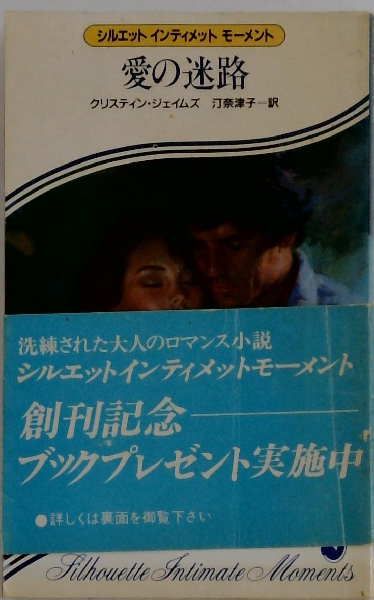 シルエット インティメット モーメント
愛の迷路
クリスティン・ジェイムズ 汀奈津子─訳
洗練された大人のロマンス小説
シルエットインティメットモーメント
創刊記念――
ブックプレゼント実施中
●詳しくは裏面を御覧下さい
Silhouette Intimate Moments